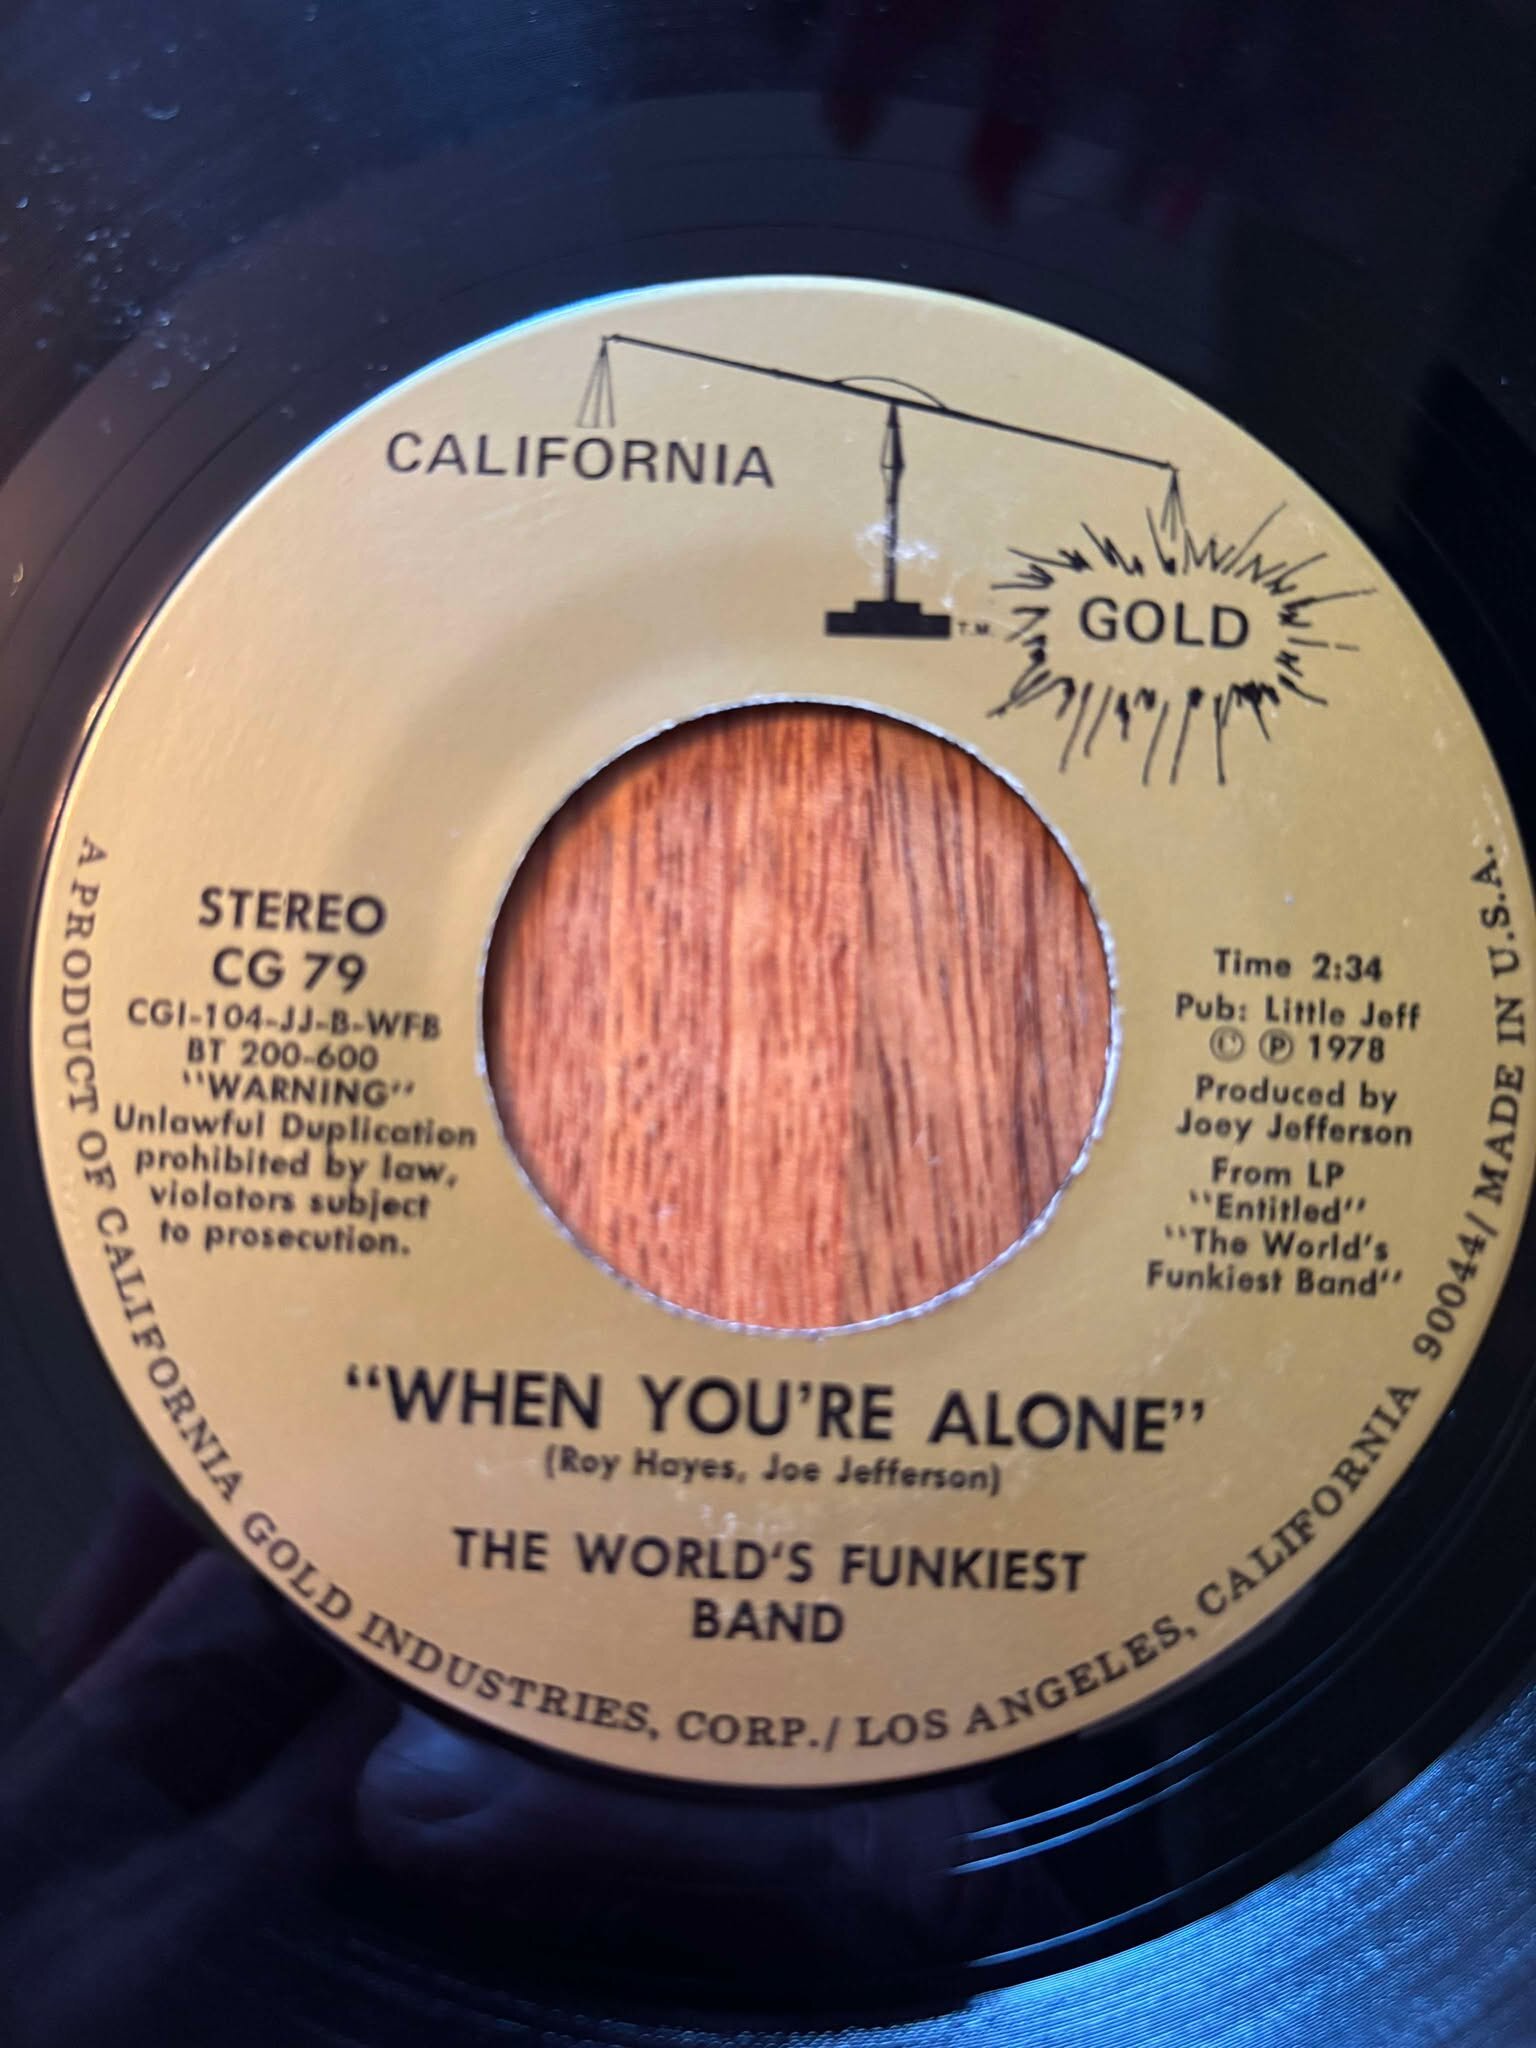 CALIFORNIA
T.M.
GOLD
STEREO
CG 79
CGI-104-JJ-B-WFB
BT 200-600
"WARNING"
Unlawful Duplication
prohibited by law,
violators subject
to prosecution.
Time 2:34
Pub: Little Jeff
© ℗ 1978
Produced by
Joey Jefferson
From LP
"Entitled"
"The World's
Funkiest Band"
"WHEN YOU'RE ALONE"
(Roy Hayes, Joe Jefferson)
THE WORLD'S FUNKIEST
BAND
A PRODUCT OF CALIFORNIA GOLD INDUSTRIES, CORP./ LOS ANGELES, CALIFORNIA 90044/ MADE IN U.S.A.